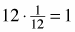 12 · 1/12 = 1